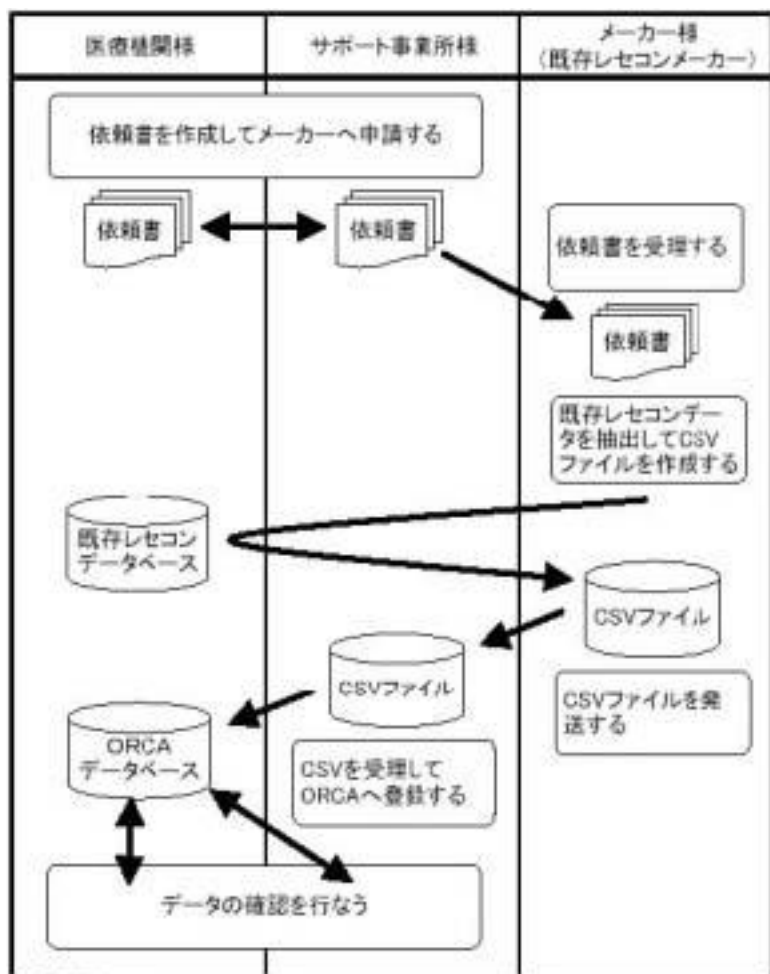 医療機関様
サポート事業所様
メーカー様
（既存レセコンメーカー）
依頼書を作成してメーカーへ申請する
依頼書
依頼書
依頼書を受理する
依頼書
既存レセコンデー
タを抽出してCSV
ファイルを作成する
既存レセコン
データベース
CSVファイル
CSVファイル
CSVファイルを発
送する
ORCA
データベース
CSVを受理して
ORCAへ登録する
データの確認を行なう